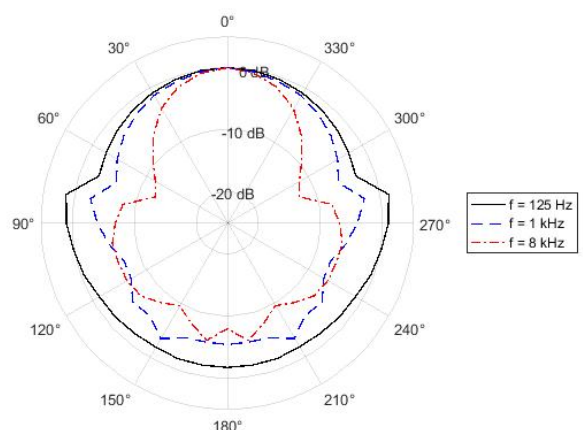 0°
30°
330°
0 dB
60°
300°
-10 dB
-20 dB
90°
270°
f = 125 Hz
f = 1 kHz
f = 8 kHz
120°
240°
150°
210°
180°